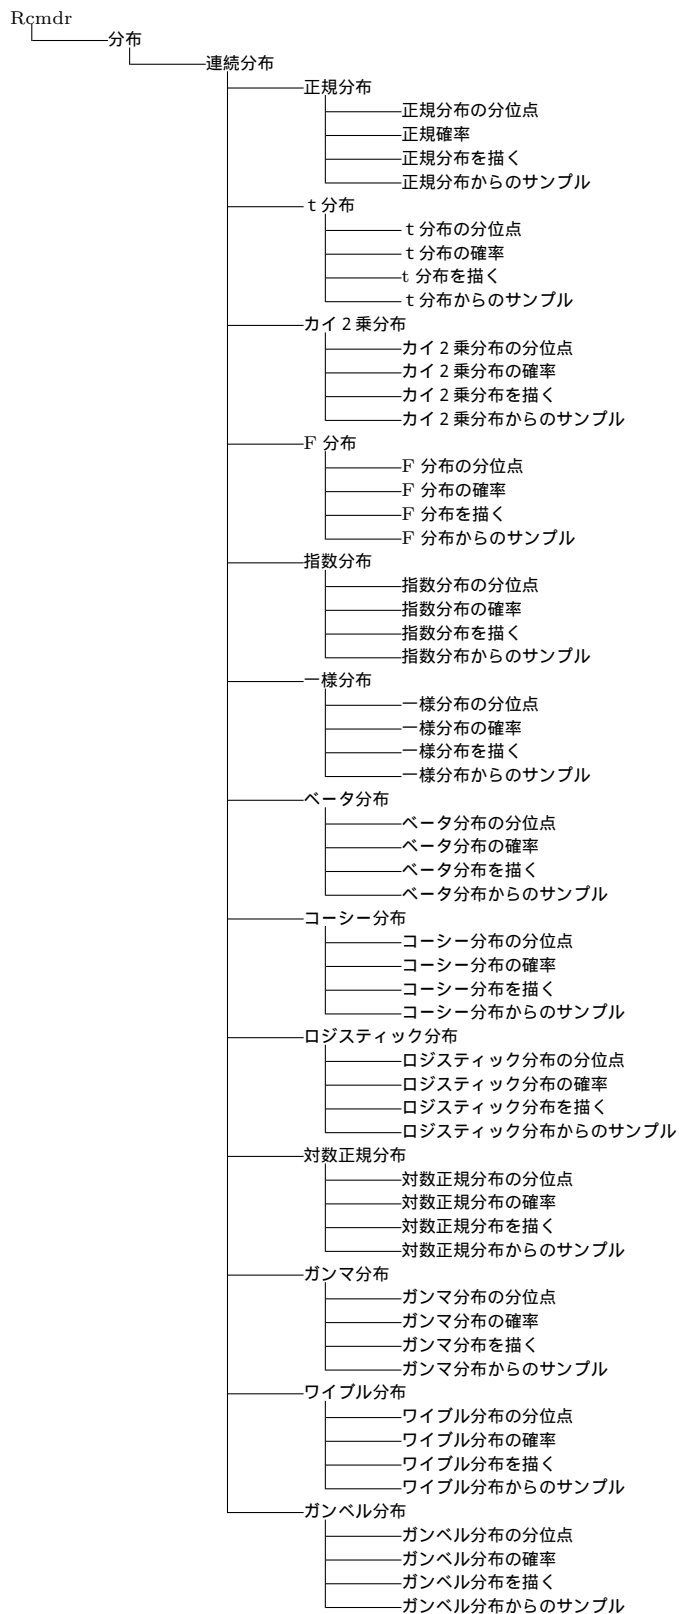 Rcmdr
分布
連続分布
正規分布
正規分布の分位点
正規確率
正規分布を描く
正規分布からのサンプル
ｔ分布
ｔ分布の分位点
ｔ分布の確率
t 分布を描く
ｔ分布からのサンプル
カイ２乗分布
カイ２乗分布の分位点
カイ２乗分布の確率
カイ２乗分布を描く
カイ２乗分布からのサンプル
F 分布
F 分布の分位点
F 分布の確率
F 分布を描く
F 分布からのサンプル
指数分布
指数分布の分位点
指数分布の確率
指数分布を描く
指数分布からのサンプル
一様分布
一様分布の分位点
一様分布の確率
一様分布を描く
一様分布からのサンプル
ベータ分布
ベータ分布の分位点
ベータ分布の確率
ベータ分布を描く
ベータ分布からのサンプル
コーシー分布
コーシー分布の分位点
コーシー分布の確率
コーシー分布を描く
コーシー分布からのサンプル
ロジスティック分布
ロジスティック分布の分位点
ロジスティック分布の確率
ロジスティック分布を描く
ロジスティック分布からのサンプル
対数正規分布
対数正規分布の分位点
対数正規分布の確率
対数正規分布を描く
対数正規分布からのサンプル
ガンマ分布
ガンマ分布の分位点
ガンマ分布の確率
ガンマ分布を描く
ガンマ分布からのサンプル
ワイブル分布
ワイブル分布の分位点
ワイブル分布の確率
ワイブル分布を描く
ワイブル分布からのサンプル
ガンベル分布
ガンベル分布の分位点
ガンベル分布の確率
ガンベル分布を描く
ガンベル分布からのサンプル